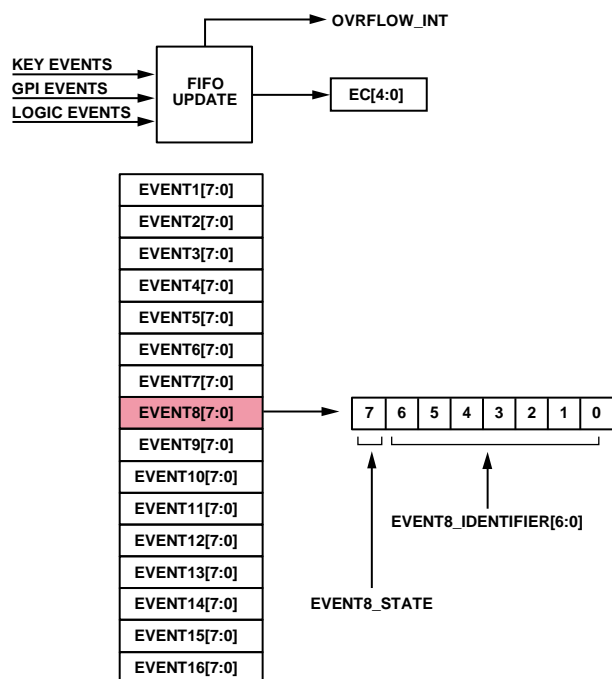 OVRFLOW_INT
KEY EVENTS
GPI EVENTS
LOGIC EVENTS
FIFO
UPDATE
EC[4:0]
EVENT1[7:0]
EVENT2[7:0]
EVENT3[7:0]
EVENT4[7:0]
EVENT5[7:0]
EVENT6[7:0]
EVENT7[7:0]
EVENT8[7:0]
7 6 5 4 3 2 1 0
EVENT9[7:0]
EVENT10[7:0]
EVENT11[7:0]
EVENT8_IDENTIFIER[6:0]
EVENT12[7:0]
EVENT13[7:0]
EVENT14[7:0]
EVENT8_STATE
EVENT15[7:0]
EVENT16[7:0]